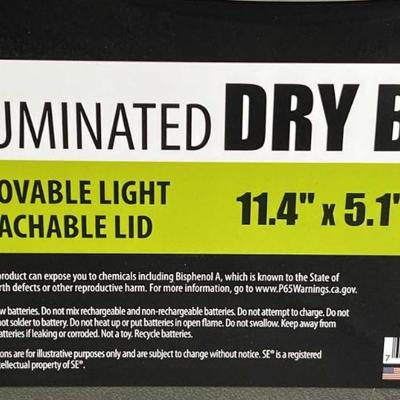 UMINATED DRY B
OVABLE LIGHT
ACHABLE LID
11.4" x 5.1"
product can expose you to chemicals including Bisphenol A, which is known to the State of
rth defects or other reproductive harm. For more information, go to www.P65Warnings.ca.gov.
w batteries. Do not mix rechargeable and non-rechargeable batteries. Do not attempt to charge. Do not
ot solder to battery. Do not heat up or put batteries in open flame. Do not swallow. Keep away from
atteries if leaking or corroded. Not a toy. Recycle batteries.
ons are for illustrative purposes only and are subject to change without notice. SE® is a registered
tellectual property of SE®.
7